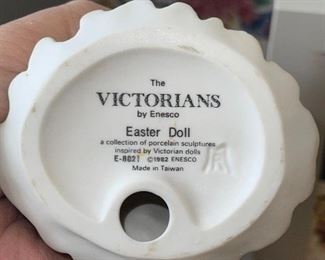 The
VICTORIANS
by Enesco
Easter Doll
a collection of porcelain sculptures
inspired by Victorian dolls
E-8021 ©1982 ENESCO
Made in Taiwan